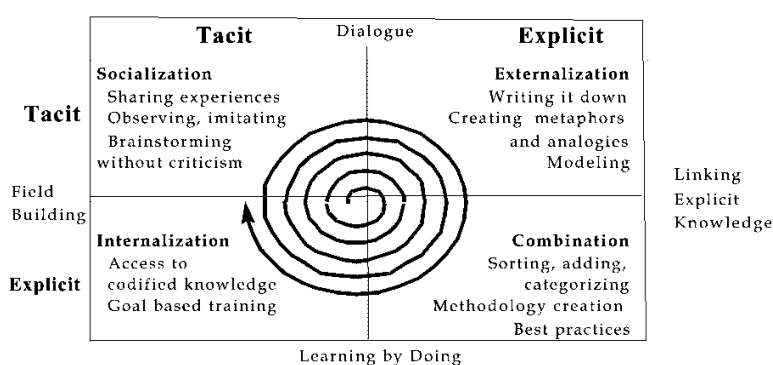 Tacit
Dialogue
Explicit
Socialization
Sharing experiences
Observing, imitating
Brainstorming
without criticism
Externalization
Writing it down
Creating metaphors
and analogies
Modeling
Tacit
Field
Building
Linking
Explicit
Knowledge
Internalization
Access to
codified knowledge
Goal based training
Combination
Sorting, adding,
categorizing
Methodology creation
Best practices
Explicit
Learning by Doing